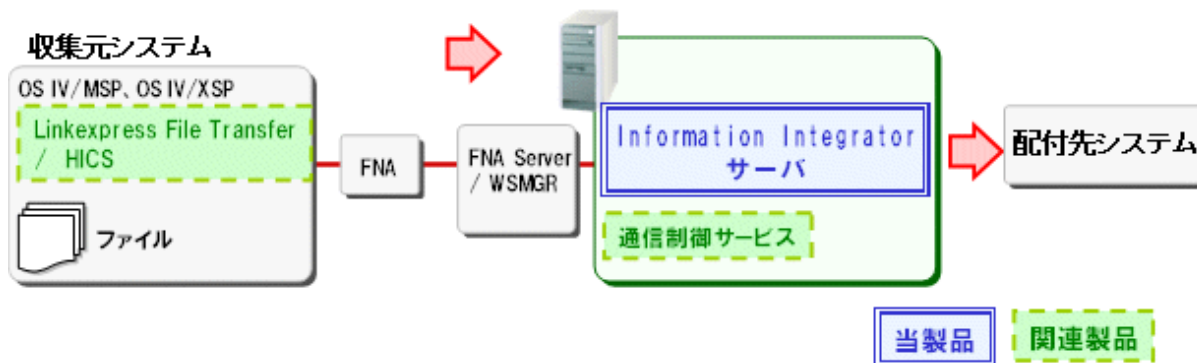 収集元システム
OS IV/MSP、OS IV/XSP
Linkexpress File Transfer
/ HICS
ファイル
FNA
FNA Server
/ WSMGR
Information Integrator
サーバ
通信制御サービス
配付先システム
当製品
関連製品